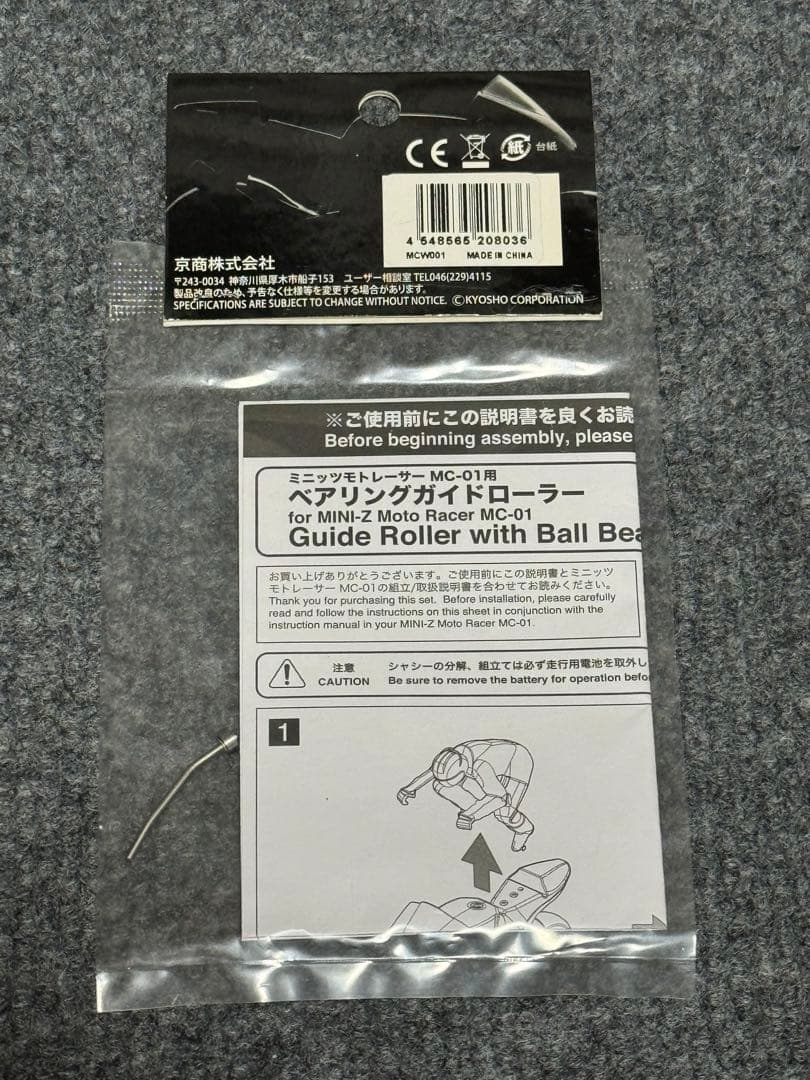 CE 紙 台紙
4 548565 208036
MCW001 MADE IN CHINA
京商株式会社
〒243-0034 神奈川県厚木市船子153 ユーザー相談室 TEL046(229)4115
製品改良のため、予告なく仕様等を変更する場合があります。
SPECIFICATIONS ARE SUBJECT TO CHANGE WITHOUT NOTICE. ©KYOSHO CORPORATION
※ご使用前にこの説明書を良くお読
Before beginning assembly, please
ミニッツモトレーサー MC-01用
ベアリングガイドローラー
for MINI-Z Moto Racer MC-01
Guide Roller with Ball Bea
お買い上げありがとうございます。ご使用前にこの説明書とミニッツ
モトレーサー MC-01の組立/取扱説明書を合わせてお読みください。
Thank you for purchasing this set. Before installation, please carefully
read and follow the instructions on this sheet in conjunction with the
instruction manual in your MINI-Z Moto Racer MC-01.
注意 シャシーの分解、組立ては必ず走行用電池を取外し
CAUTION Be sure to remove the battery for operation befo
1